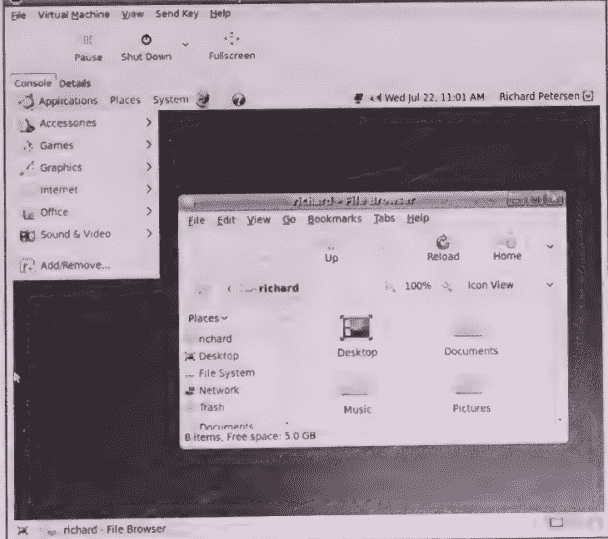 File Virtual Machine View Send Key Help
Pause Shut Down Fullscreen
Console Details
Applications Places System Wed Jul 22, 11:01 AM Richard Petersen
Accessories
Games
Graphics
Internet
Office
Sound & Video
Add/Remove...
richard - File Browser
File Edit View Go Bookmarks Tabs Help
Up Reload Home
richard 100% Icon View
Places
richard
Desktop
File System
Network
Trash
Documents
Desktop Documents
Music Pictures
8 items, Free space: 5.0 GB
richard - File Browser